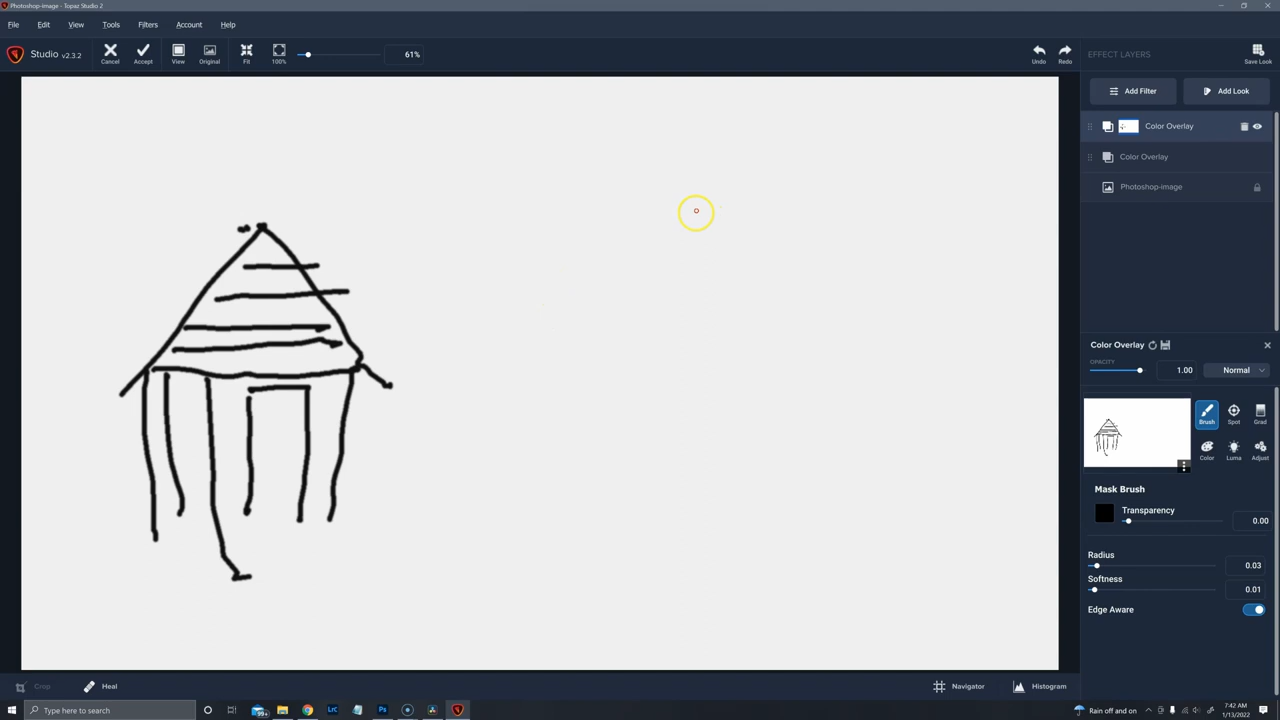 Photoshop-image - Topaz Studio 2
File Edit View Tools Filters Account Help
Studio v2.3.2 Cancel Accept View Original Fit 100% 61% Undo Redo
EFFECT LAYERS Save Look
Add Filter Add Look
Color Overlay
Color Overlay
Photoshop-image
Color Overlay
OPACITY 1.00 Normal
Brush Spot Grad
Color Luma Adjust
Mask Brush
Transparency
0.00
Radius
0.03
Softness
0.01
Edge Aware
Crop Heal Navigator Histogram
Type here to search 99+ LrC Ps Rain off and on 7:42 AM
1/13/2022